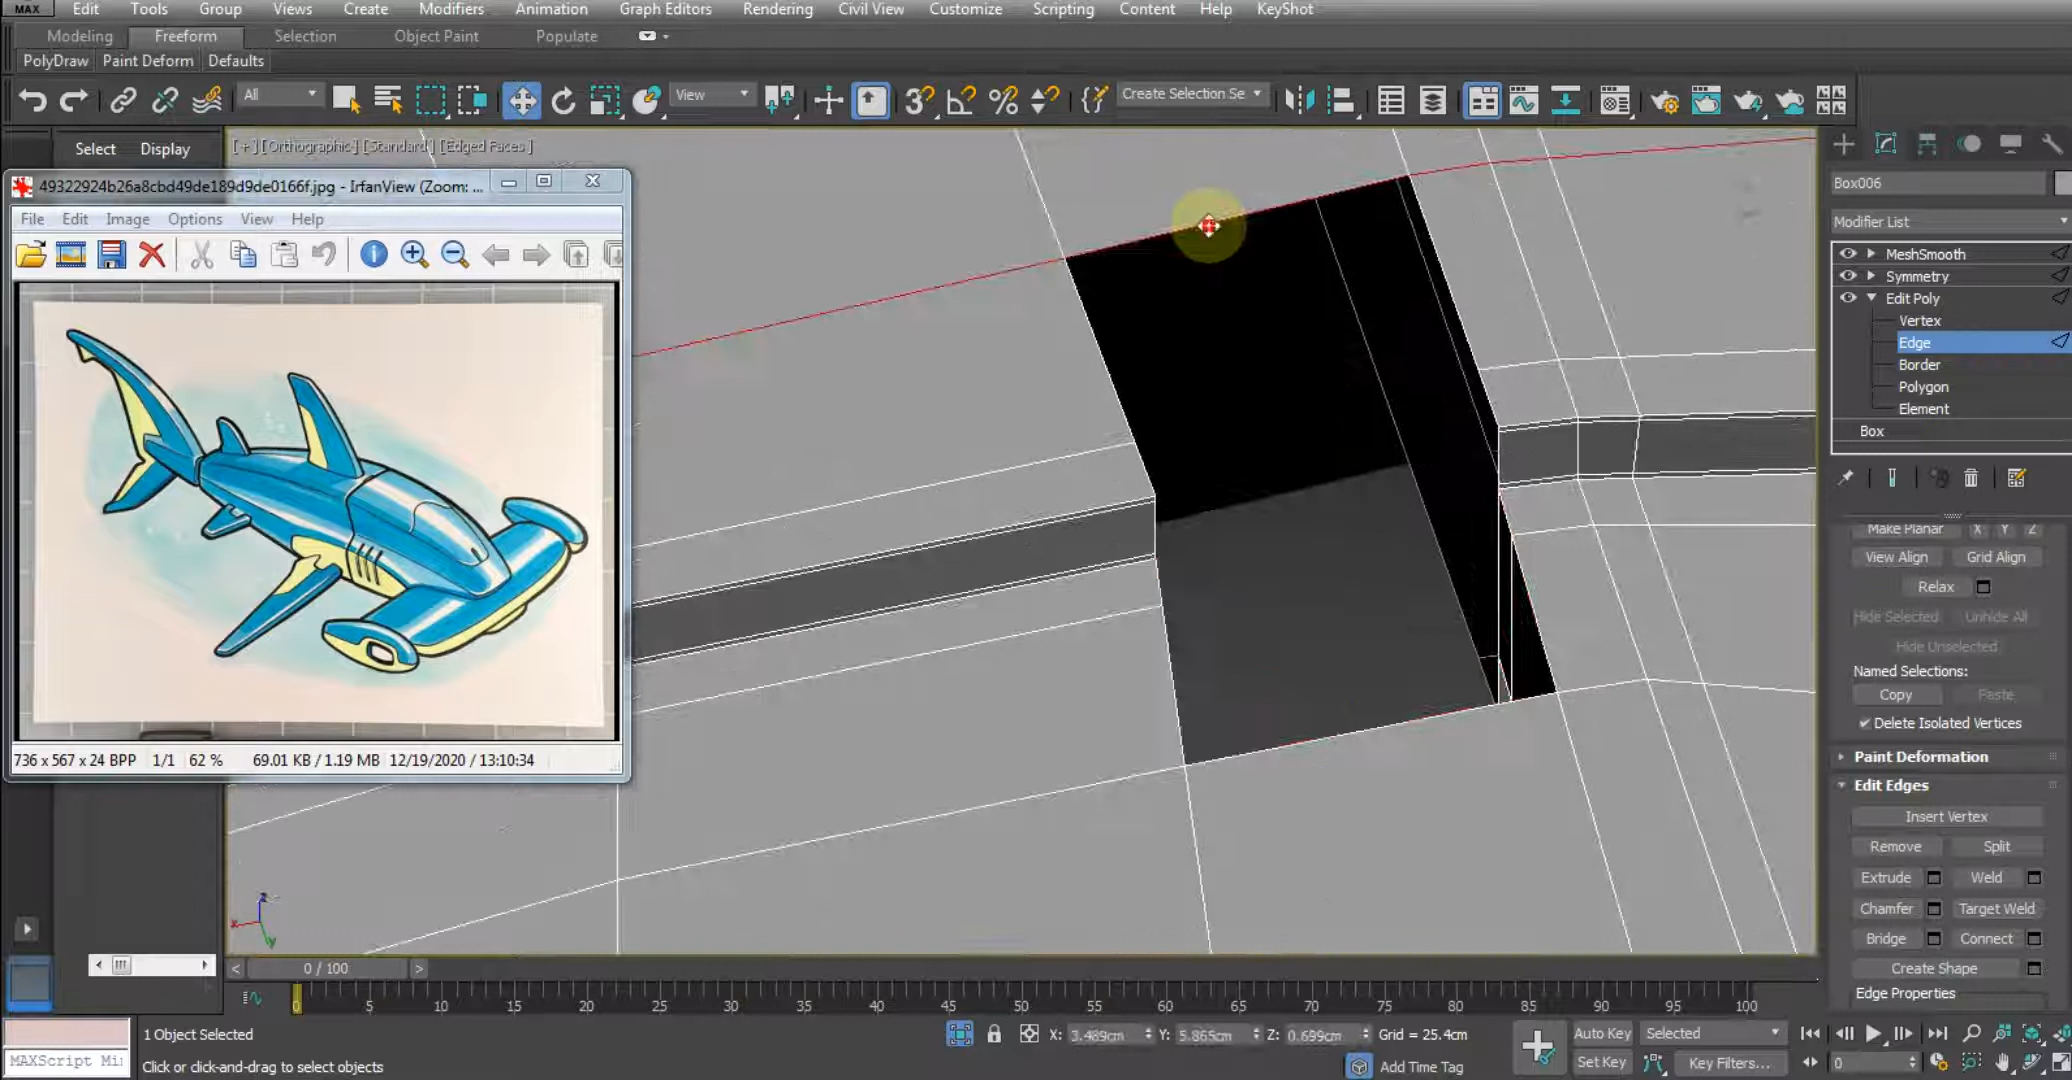 MAX Edit Tools Group Views Create Modifiers Animation Graph Editors Rendering Civil View Customize Scripting Content Help KeyShot
Modeling Freeform Selection Object Paint Populate
PolyDraw Paint Deform Defaults
All View Create Selection Se
Select Display
[+] [Orthographic] [Standard] [Edged Faces]
49322924b26a8cbd49de189d9de0166f.jpg - IrfanView (Zoom: ...
File Edit Image Options View Help
736 x 567 x 24 BPP 1/1 62 % 69.01 KB / 1.19 MB 12/19/2020 / 13:10:34
Box006
Modifier List
MeshSmooth
Symmetry
Edit Poly
Vertex
Edge
Border
Polygon
Element
Box
Make Planar X Y Z
View Align Grid Align
Relax
Hide Selected Unhide All
Hide Unselected
Named Selections:
Copy Paste
Delete Isolated Vertices
Paint Deformation
Edit Edges
Insert Vertex
Remove Split
Extrude Weld
Chamfer Target Weld
Bridge Connect
Create Shape
Edge Properties
z
x
y
< 0 / 100 >
0 5 10 15 20 25 30 35 40 45 50 55 60 65 70 75 80 85 90 95 100
1 Object Selected X: 3.489cm Y: 5.865cm Z: 0.699cm Grid = 25.4cm Auto Key Selected
MAXScript Mi Click or click-and-drag to select objects Add Time Tag Set Key Key Filters... 0